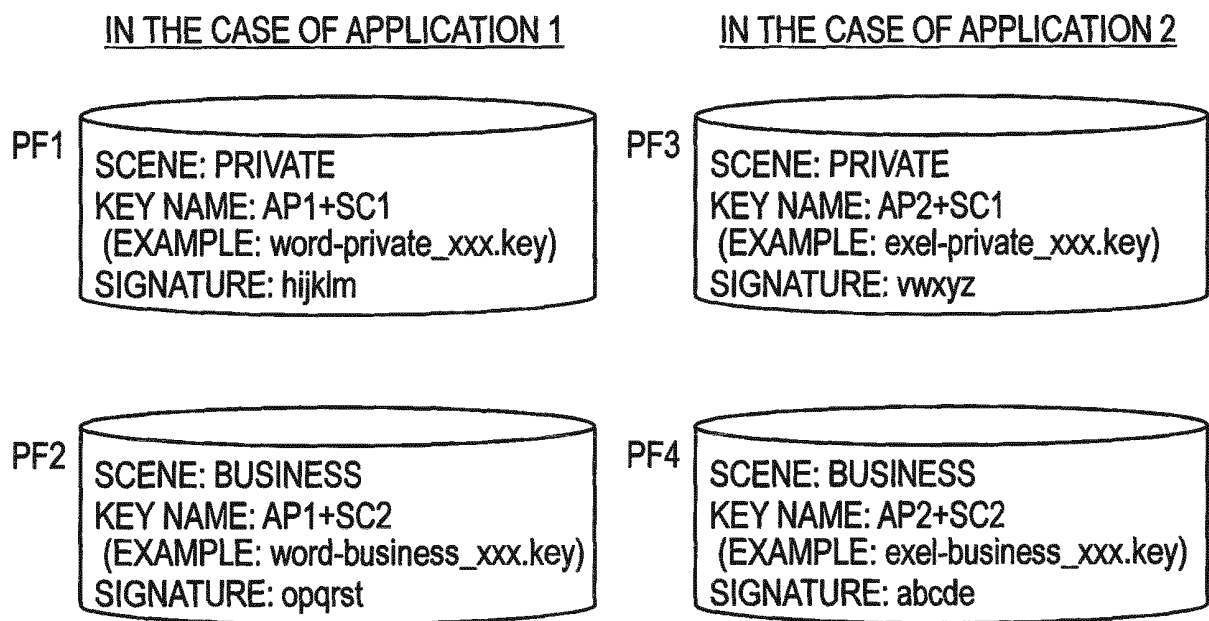 IN THE CASE OF APPLICATION 1
PF1
SCENE: PRIVATE
KEY NAME: AP1+SC1
(EXAMPLE: word-private_xxx.key)
SIGNATURE: hijklm
PF2
SCENE: BUSINESS
KEY NAME: AP1+SC2
(EXAMPLE: word-business_xxx.key)
SIGNATURE: opqrst
IN THE CASE OF APPLICATION 2
PF3
SCENE: PRIVATE
KEY NAME: AP2+SC1
(EXAMPLE: exel-private_xxx.key)
SIGNATURE: vwxyz
PF4
SCENE: BUSINESS
KEY NAME: AP2+SC2
(EXAMPLE: exel-business_xxx.key)
SIGNATURE: abcde